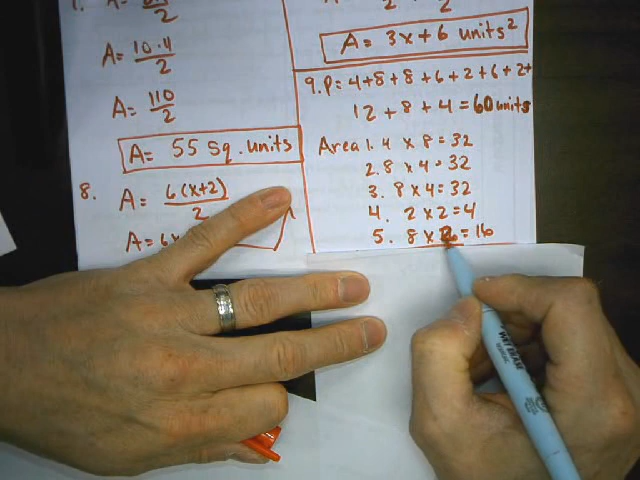 A = 3x+6 units²
A= 10·11 / 2
A= 110 / 2
A= 55 sq. units
8. A= 6(x+2) / 2
A= 6x
9. P= 4+8+8+6+2+6+2+
12+8+4=60units
Area 1. 4 x 8=32
2. 8 x 4=32
3. 8 x 4=32
4. 2 x 2=4
5. 8 x 2=16